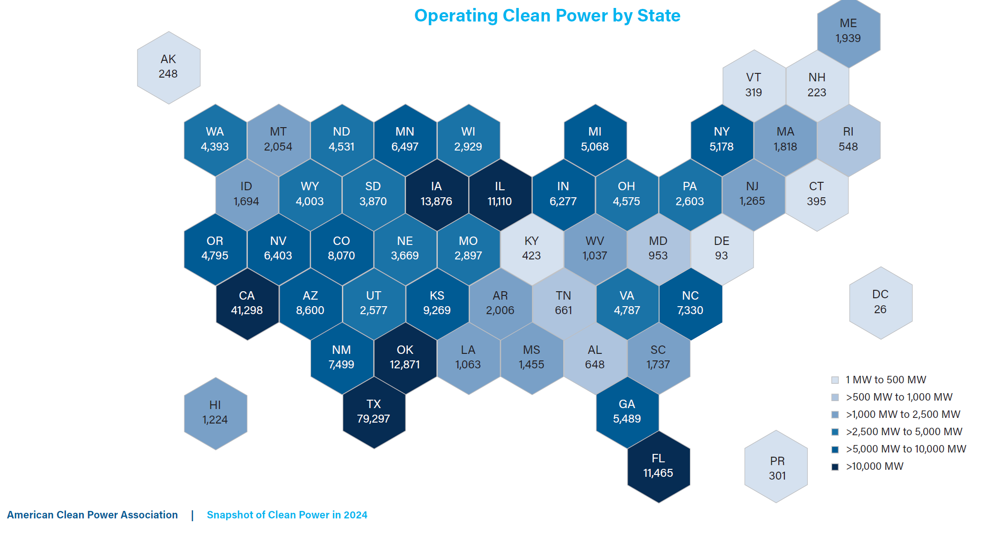 Operating Clean Power by State
ME
1,939
AK
248
VT
319
NH
223
WA
4,393
MT
2,054
ND
4,531
MN
6,497
WI
2,929
MI
5,068
NY
5,178
MA
1,818
RI
548
ID
1,694
WY
4,003
SD
3,870
IA
13,876
IL
11,110
IN
6,277
OH
4,575
PA
2,603
NJ
1,265
CT
395
OR
4,795
NV
6,403
CO
8,070
NE
3,669
MO
2,897
KY
423
WV
1,037
MD
953
DE
93
CA
41,298
AZ
8,600
UT
2,577
KS
9,269
AR
2,006
TN
661
VA
4,787
NC
7,330
DC
26
NM
7,499
OK
12,871
LA
1,063
MS
1,455
AL
648
SC
1,737
HI
1,224
TX
79,297
GA
5,489
FL
11,465
PR
301
1 MW to 500 MW
>500 MW to 1,000 MW
>1,000 MW to 2,500 MW
>2,500 MW to 5,000 MW
>5,000 MW to 10,000 MW
>10,000 MW
American Clean Power Association | Snapshot of Clean Power in 2024